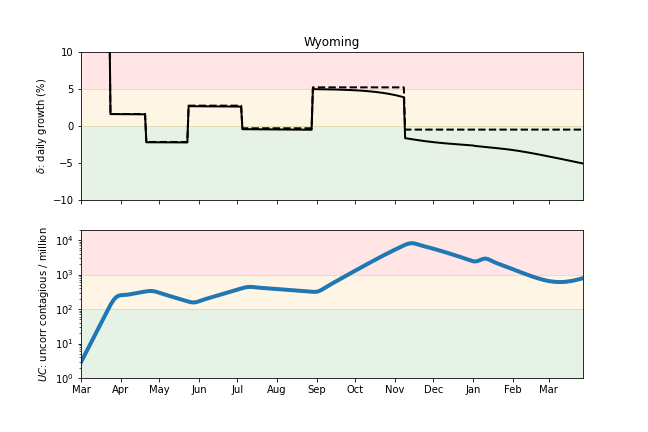 Wyoming
δ: daily growth (%)
10
5
0
−5
−10
UC: uncorr contagious / million
10⁴
10³
10²
10¹
10⁰
Mar Apr May Jun Jul Aug Sep Oct Nov Dec Jan Feb Mar